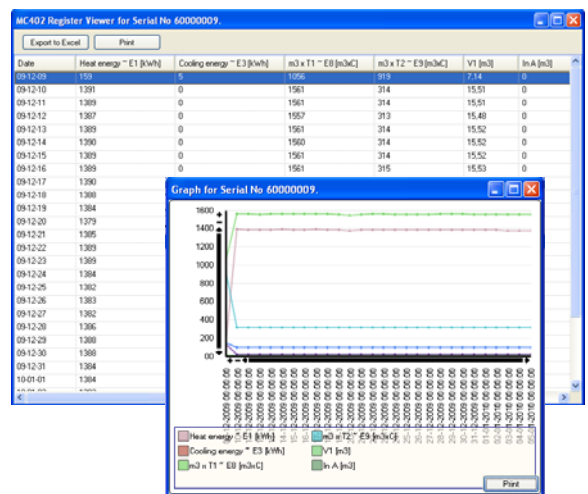 MC402 Register Viewer for Serial No 60000009.
Export to Excel Print
Date Heat energy ~ E1 [kWh] Cooling energy ~ E3 [kWh] m3 x T1 ~ E8 [m3xC] m3 x T2 ~ E9 [m3xC] V1 [m3] In A [m3]
09-12-09 159 5 1056 919 7,14 0
09-12-10 1391 0 1561 314 15,51 0
09-12-11 1389 0 1561 314 15,51 0
09-12-12 1387 0 1557 313 15,48 0
09-12-13 1389 0 1561 314 15,52 0
09-12-14 1390 0 1560 314 15,52 0
09-12-15 1389 0 1561 314 15,52 0
09-12-16 1389 0 1561 315 15,53 0
09-12-17 1390
09-12-18 1388
09-12-19 1384
09-12-20 1379
09-12-21 1385
09-12-22 1389
09-12-23 1389
09-12-24 1384
09-12-25 1382
09-12-26 1383
09-12-27 1382
09-12-28 1386
09-12-29 1388
09-12-30 1388
09-12-31 1384
10-01-01 1384
Graph for Serial No 60000009.
1600
1400
1200
1000
800
600
400
200
00
Heat energy ~ E1 [kWh] m3 x T2 ~ E9 [m3xC]
Cooling energy ~ E3 [kWh] V1 [m3]
m3 x T1 ~ E8 [m3xC] In A [m3]
Print